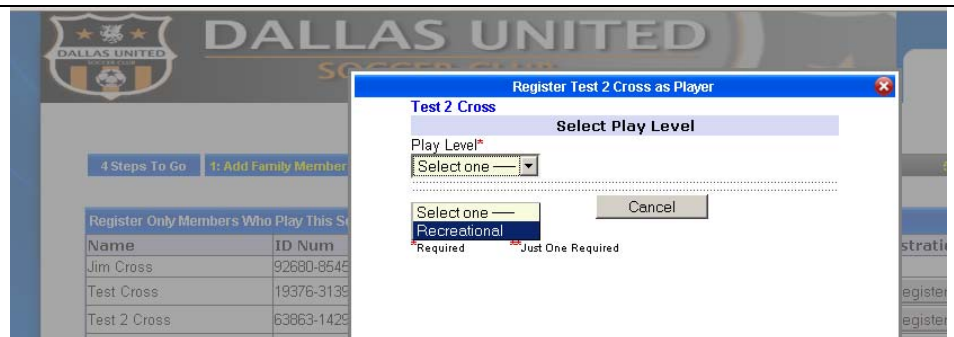 DALLAS UNITED
SOCCER CLUB
DALLAS UNITED
Register Test 2 Cross as Player
Test 2 Cross
Select Play Level
Play Level*
Select one ----
Select one ----
Recreational
Cancel
*Required **Just One Required
4 Steps To Go 1: Add Family Member
Register Only Members Who Play This Se
Name ID Num strati
Jim Cross 92680-8545
Test Cross 19376-3139 egister
Test 2 Cross 63863-1429 egister